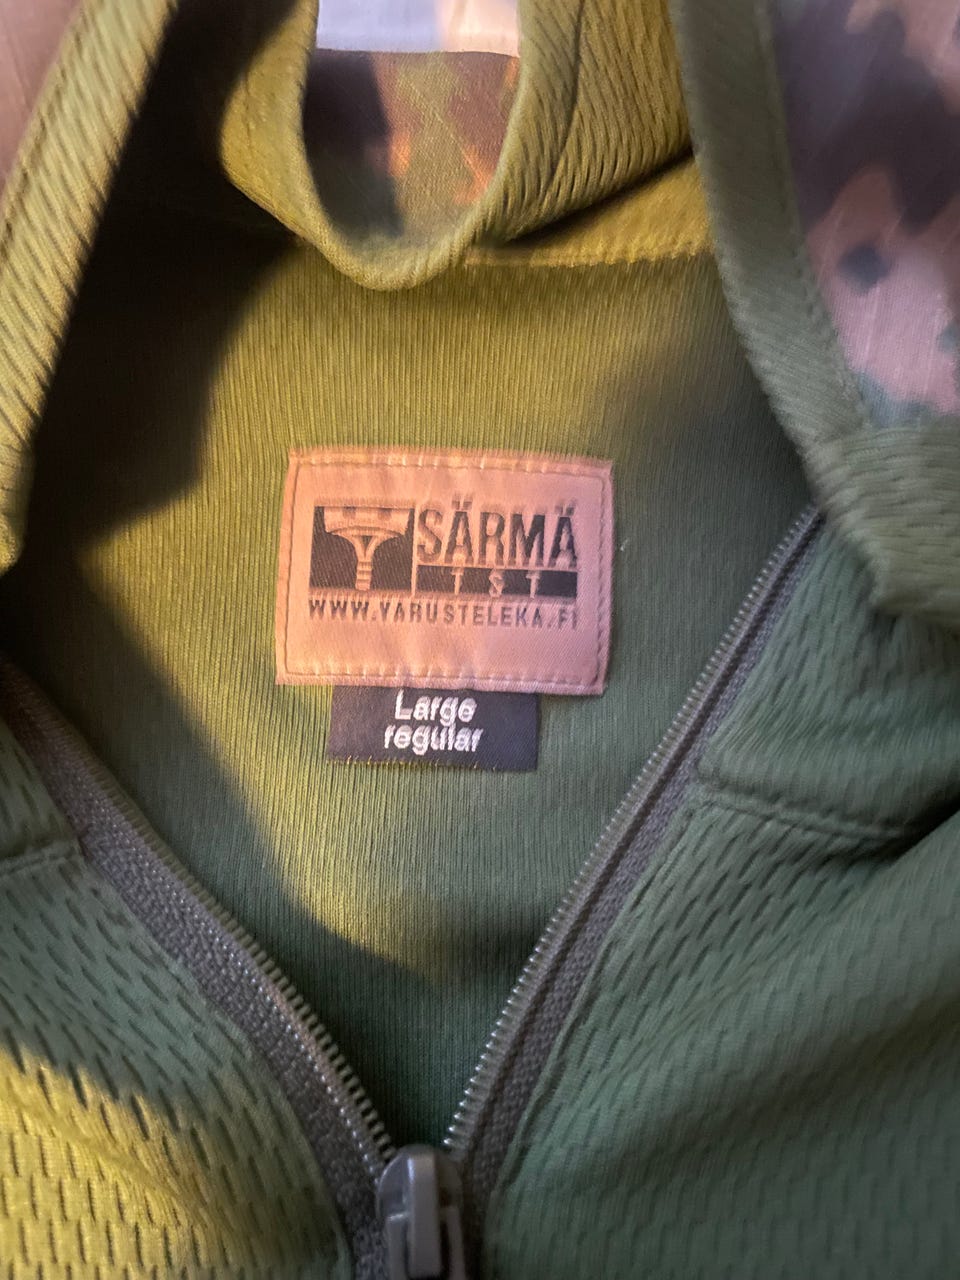 SÄRMÄ
TST
WWW.VARUSTELEKA.FI
Large
regular